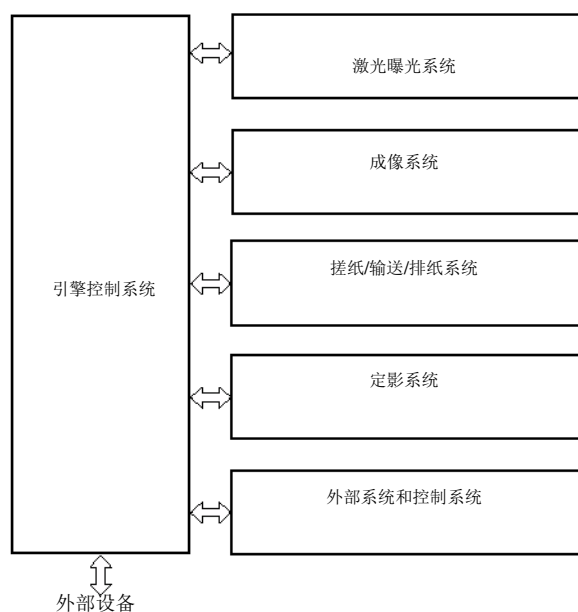 激光曝光系统
成像系统
搓纸/输送/排纸系统
引擎控制系统
定影系统
外部系统和控制系统
外部设备